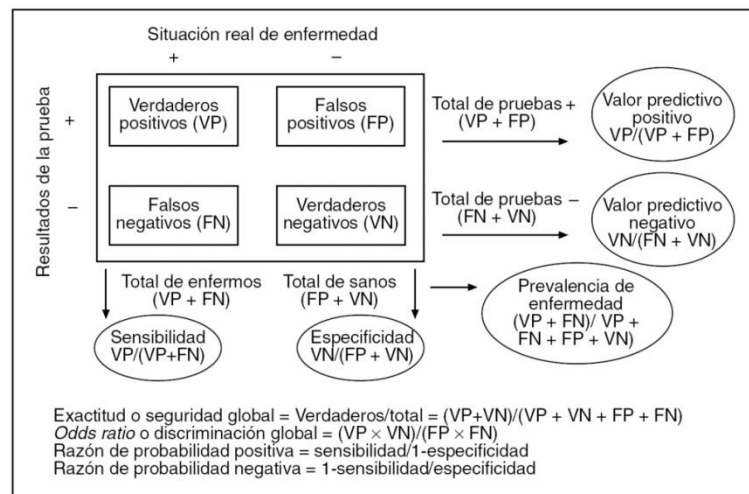 Situación real de enfermedad
+ −
Resultados de la prueba
+
Verdaderos
positivos (VP)
Falsos
positivos (FP)
Total de pruebas +
(VP + FP)
Valor predictivo
positivo
VP/(VP + FP)
−
Falsos
negativos (FN)
Verdaderos
negativos (VN)
Total de pruebas −
(FN + VN)
Valor predictivo
negativo
VN/(FN + VN)
Total de enfermos
(VP + FN)
Total de sanos
(FP + VN)
Prevalencia de
enfermedad
(VP + FN)/ VP +
FN + FP + VN)
Sensibilidad
VP/(VP+FN)
Especificidad
VN/(FP + VN)
Exactitud o seguridad global = Verdaderos/total = (VP+VN)/(VP + VN + FP + FN)
Odds ratio o discriminación global = (VP × VN)/(FP × FN)
Razón de probabilidad positiva = sensibilidad/1-especificidad
Razón de probabilidad negativa = 1-sensibilidad/especificidad